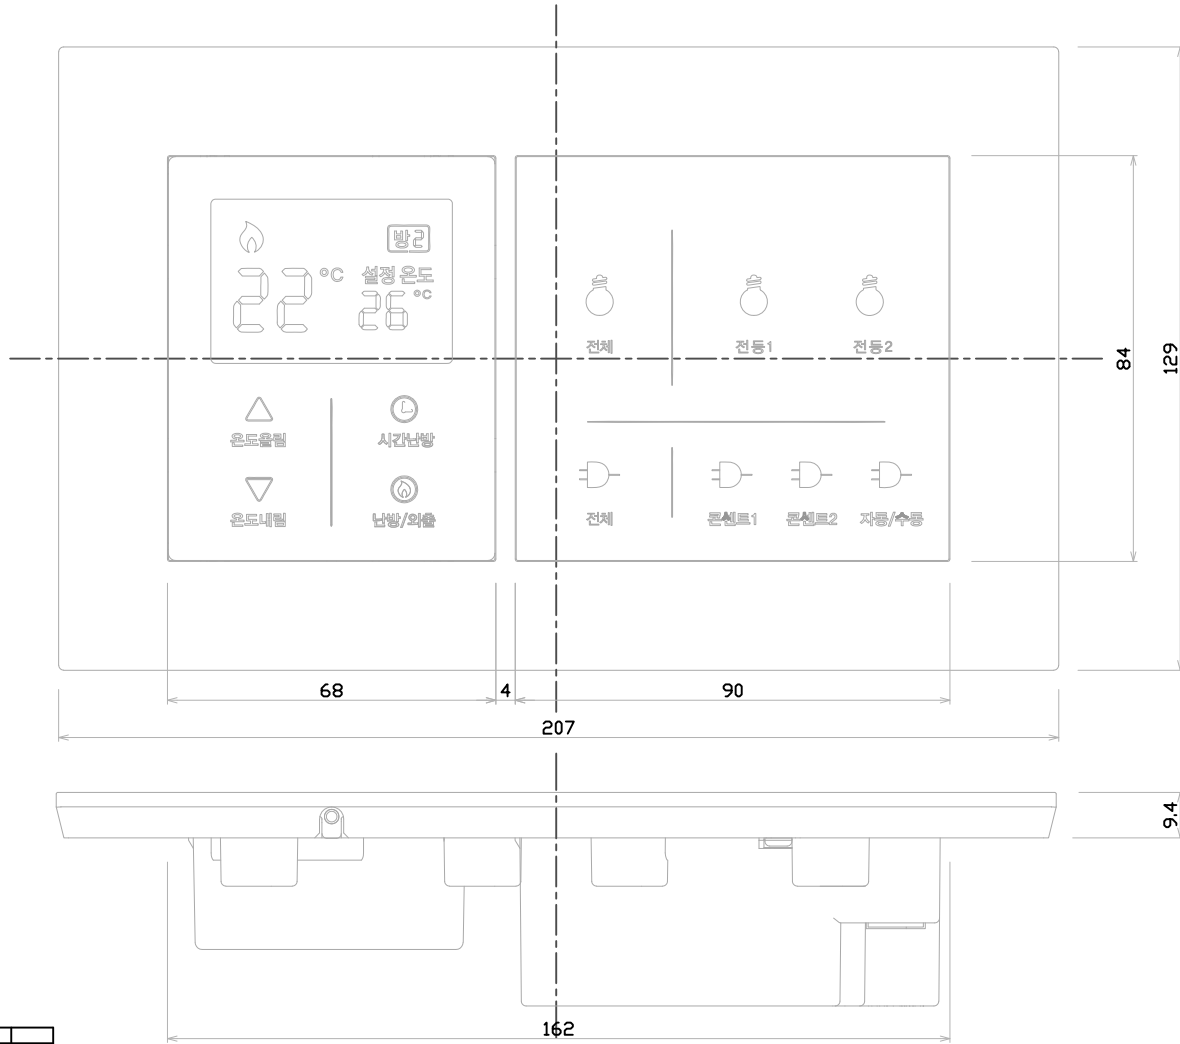 방2
22 °C
설정 온도
26 °C
전체
전등1
전등2
온도올림
시간난방
온도내림
난방/외출
전체
콘센트1
콘센트2
자동/수동
84
129
68
4
90
207
9.4
162